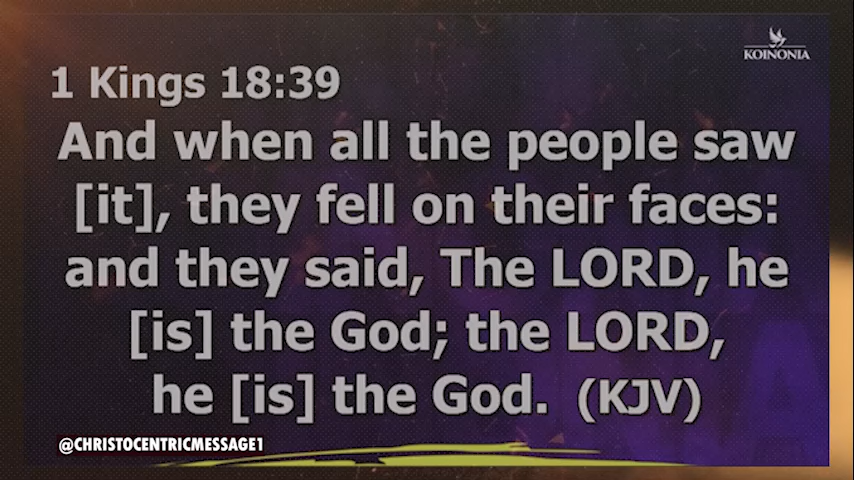 KOINONIA
1 Kings 18:39
And when all the people saw
[it], they fell on their faces:
and they said, The LORD, he
[is] the God; the LORD,
he [is] the God. (KJV)
@CHRISTOCENTRICMESSAGE1